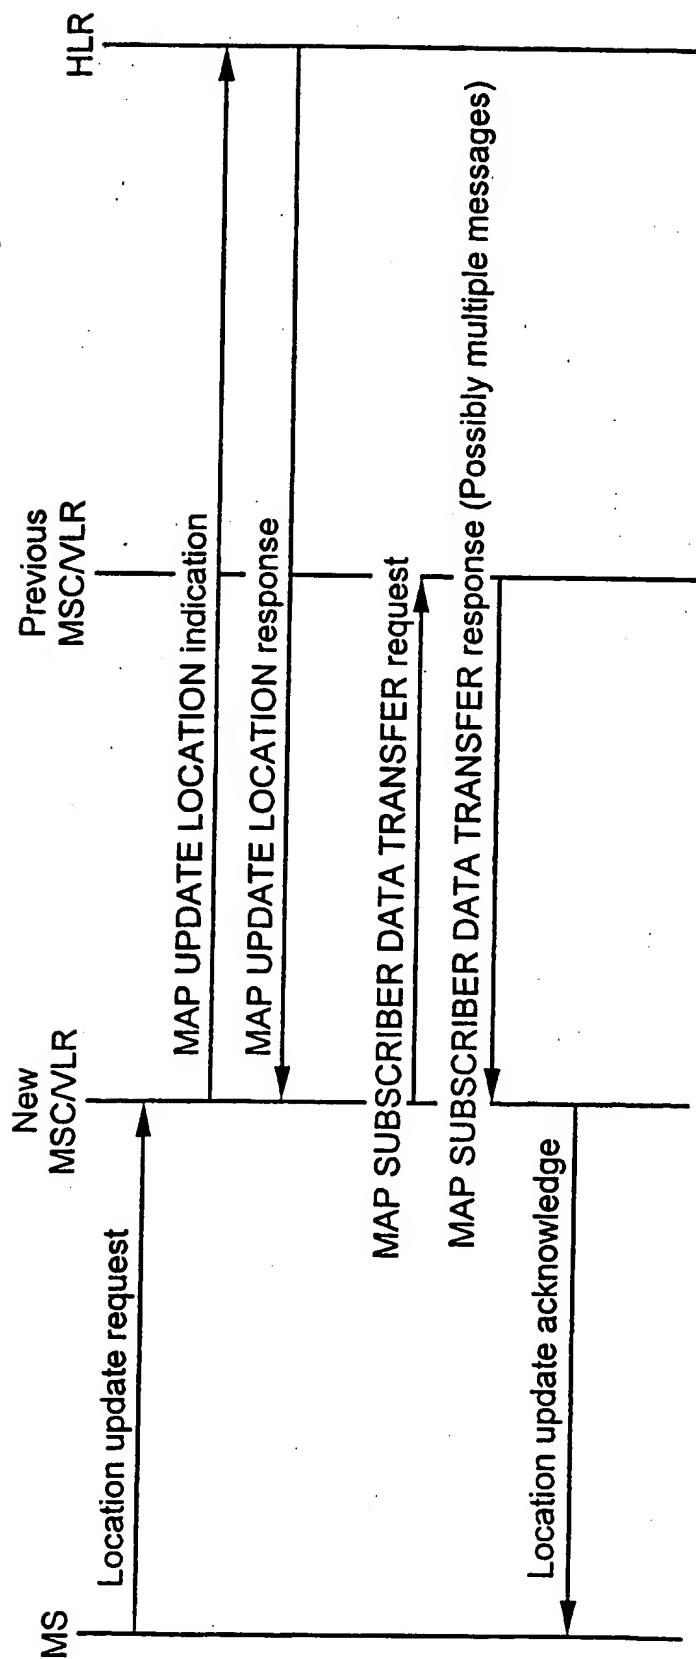 MS
New
MSC/VLR
Previous
MSC/VLR
HLR
Location update request
MAP UPDATE LOCATION indication
MAP UPDATE LOCATION response
MAP SUBSCRIBER DATA TRANSFER request
MAP SUBSCRIBER DATA TRANSFER response (Possibly multiple messages)
Location update acknowledge